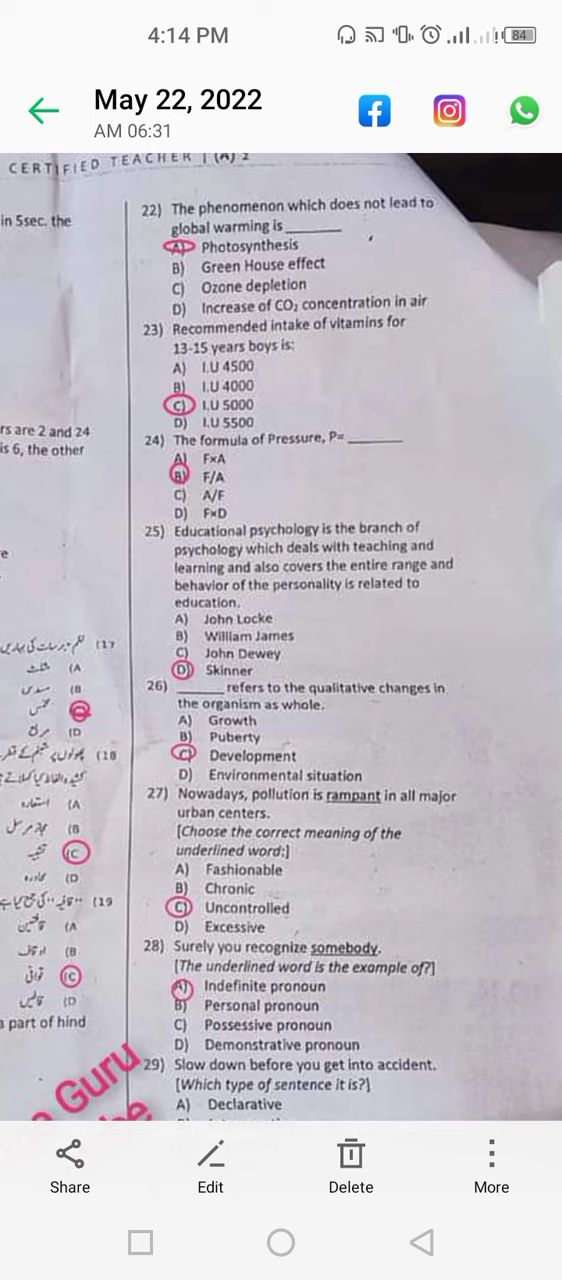 4:14 PM
84
May 22, 2022
AM 06:31
CERTIFIED TEACHER | (A) 2
in 5sec. the
rs are 2 and 24
is 6, the other
e
(17
(A
(B
(D
(18
(A
(B
(C
(D
(19
(A
(B
(C
(D
a part of hind
Guru
be
22) The phenomenon which does not lead to
global warming is ______
A) Photosynthesis
B) Green House effect
C) Ozone depletion
D) Increase of CO₂ concentration in air
23) Recommended intake of vitamins for
13-15 years boys is:
A) I.U 4500
B) I.U 4000
C) I.U 5000
D) I.U 5500
24) The formula of Pressure, P= ______
A) F×A
B) F/A
C) A/F
D) F×D
25) Educational psychology is the branch of
psychology which deals with teaching and
learning and also covers the entire range and
behavior of the personality is related to
education.
A) John Locke
B) William James
C) John Dewey
D) Skinner
26) ______ refers to the qualitative changes in
the organism as whole.
A) Growth
B) Puberty
C) Development
D) Environmental situation
27) Nowadays, pollution is rampant in all major
urban centers.
[Choose the correct meaning of the
underlined word:]
A) Fashionable
B) Chronic
C) Uncontrolled
D) Excessive
28) Surely you recognize somebody.
[The underlined word is the example of?]
A) Indefinite pronoun
B) Personal pronoun
C) Possessive pronoun
D) Demonstrative pronoun
29) Slow down before you get into accident.
[Which type of sentence it is?]
A) Declarative
Share
Edit
Delete
More